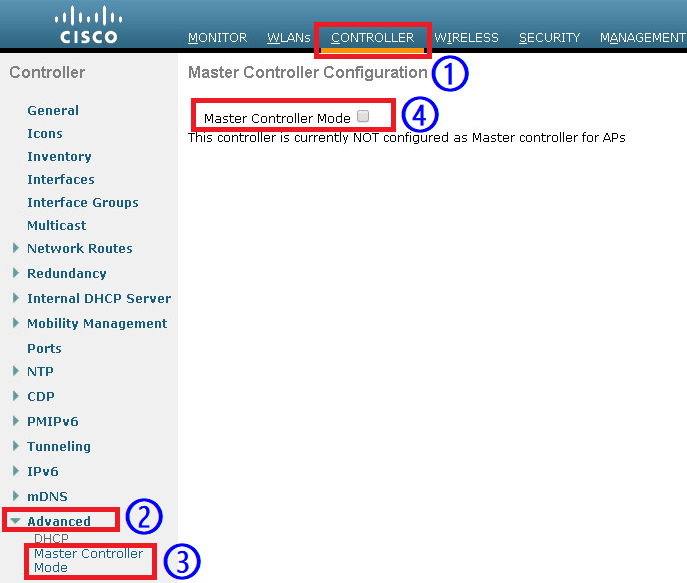 CISCO
MONITOR WLANs CONTROLLER WIRELESS SECURITY MANAGEMENT
Controller
Master Controller Configuration 1
General
Master Controller Mode 4
Icons
This controller is currently NOT configured as Master controller for APs
Inventory
Interfaces
Interface Groups
Multicast
Network Routes
Redundancy
Internal DHCP Server
Mobility Management
Ports
NTP
CDP
PMIPv6
Tunneling
IPv6
mDNS
Advanced 2
DHCP
Master Controller
Mode 3